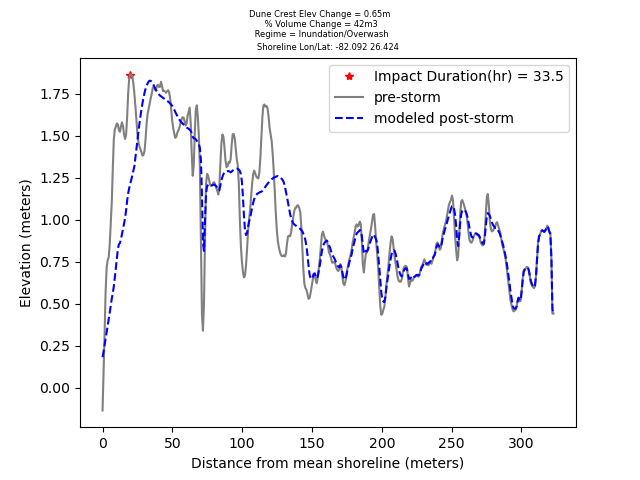 Dune Crest Elev Change = 0.65m
% Volume Change = 42m3
Regime = Inundation/Overwash
Shoreline Lon/Lat: -82.092 26.424
Impact Duration(hr) = 33.5
pre-storm
modeled post-storm
Elevation (meters)
1.75
1.50
1.25
1.00
0.75
0.50
0.25
0.00
0 50 100 150 200 250 300
Distance from mean shoreline (meters)